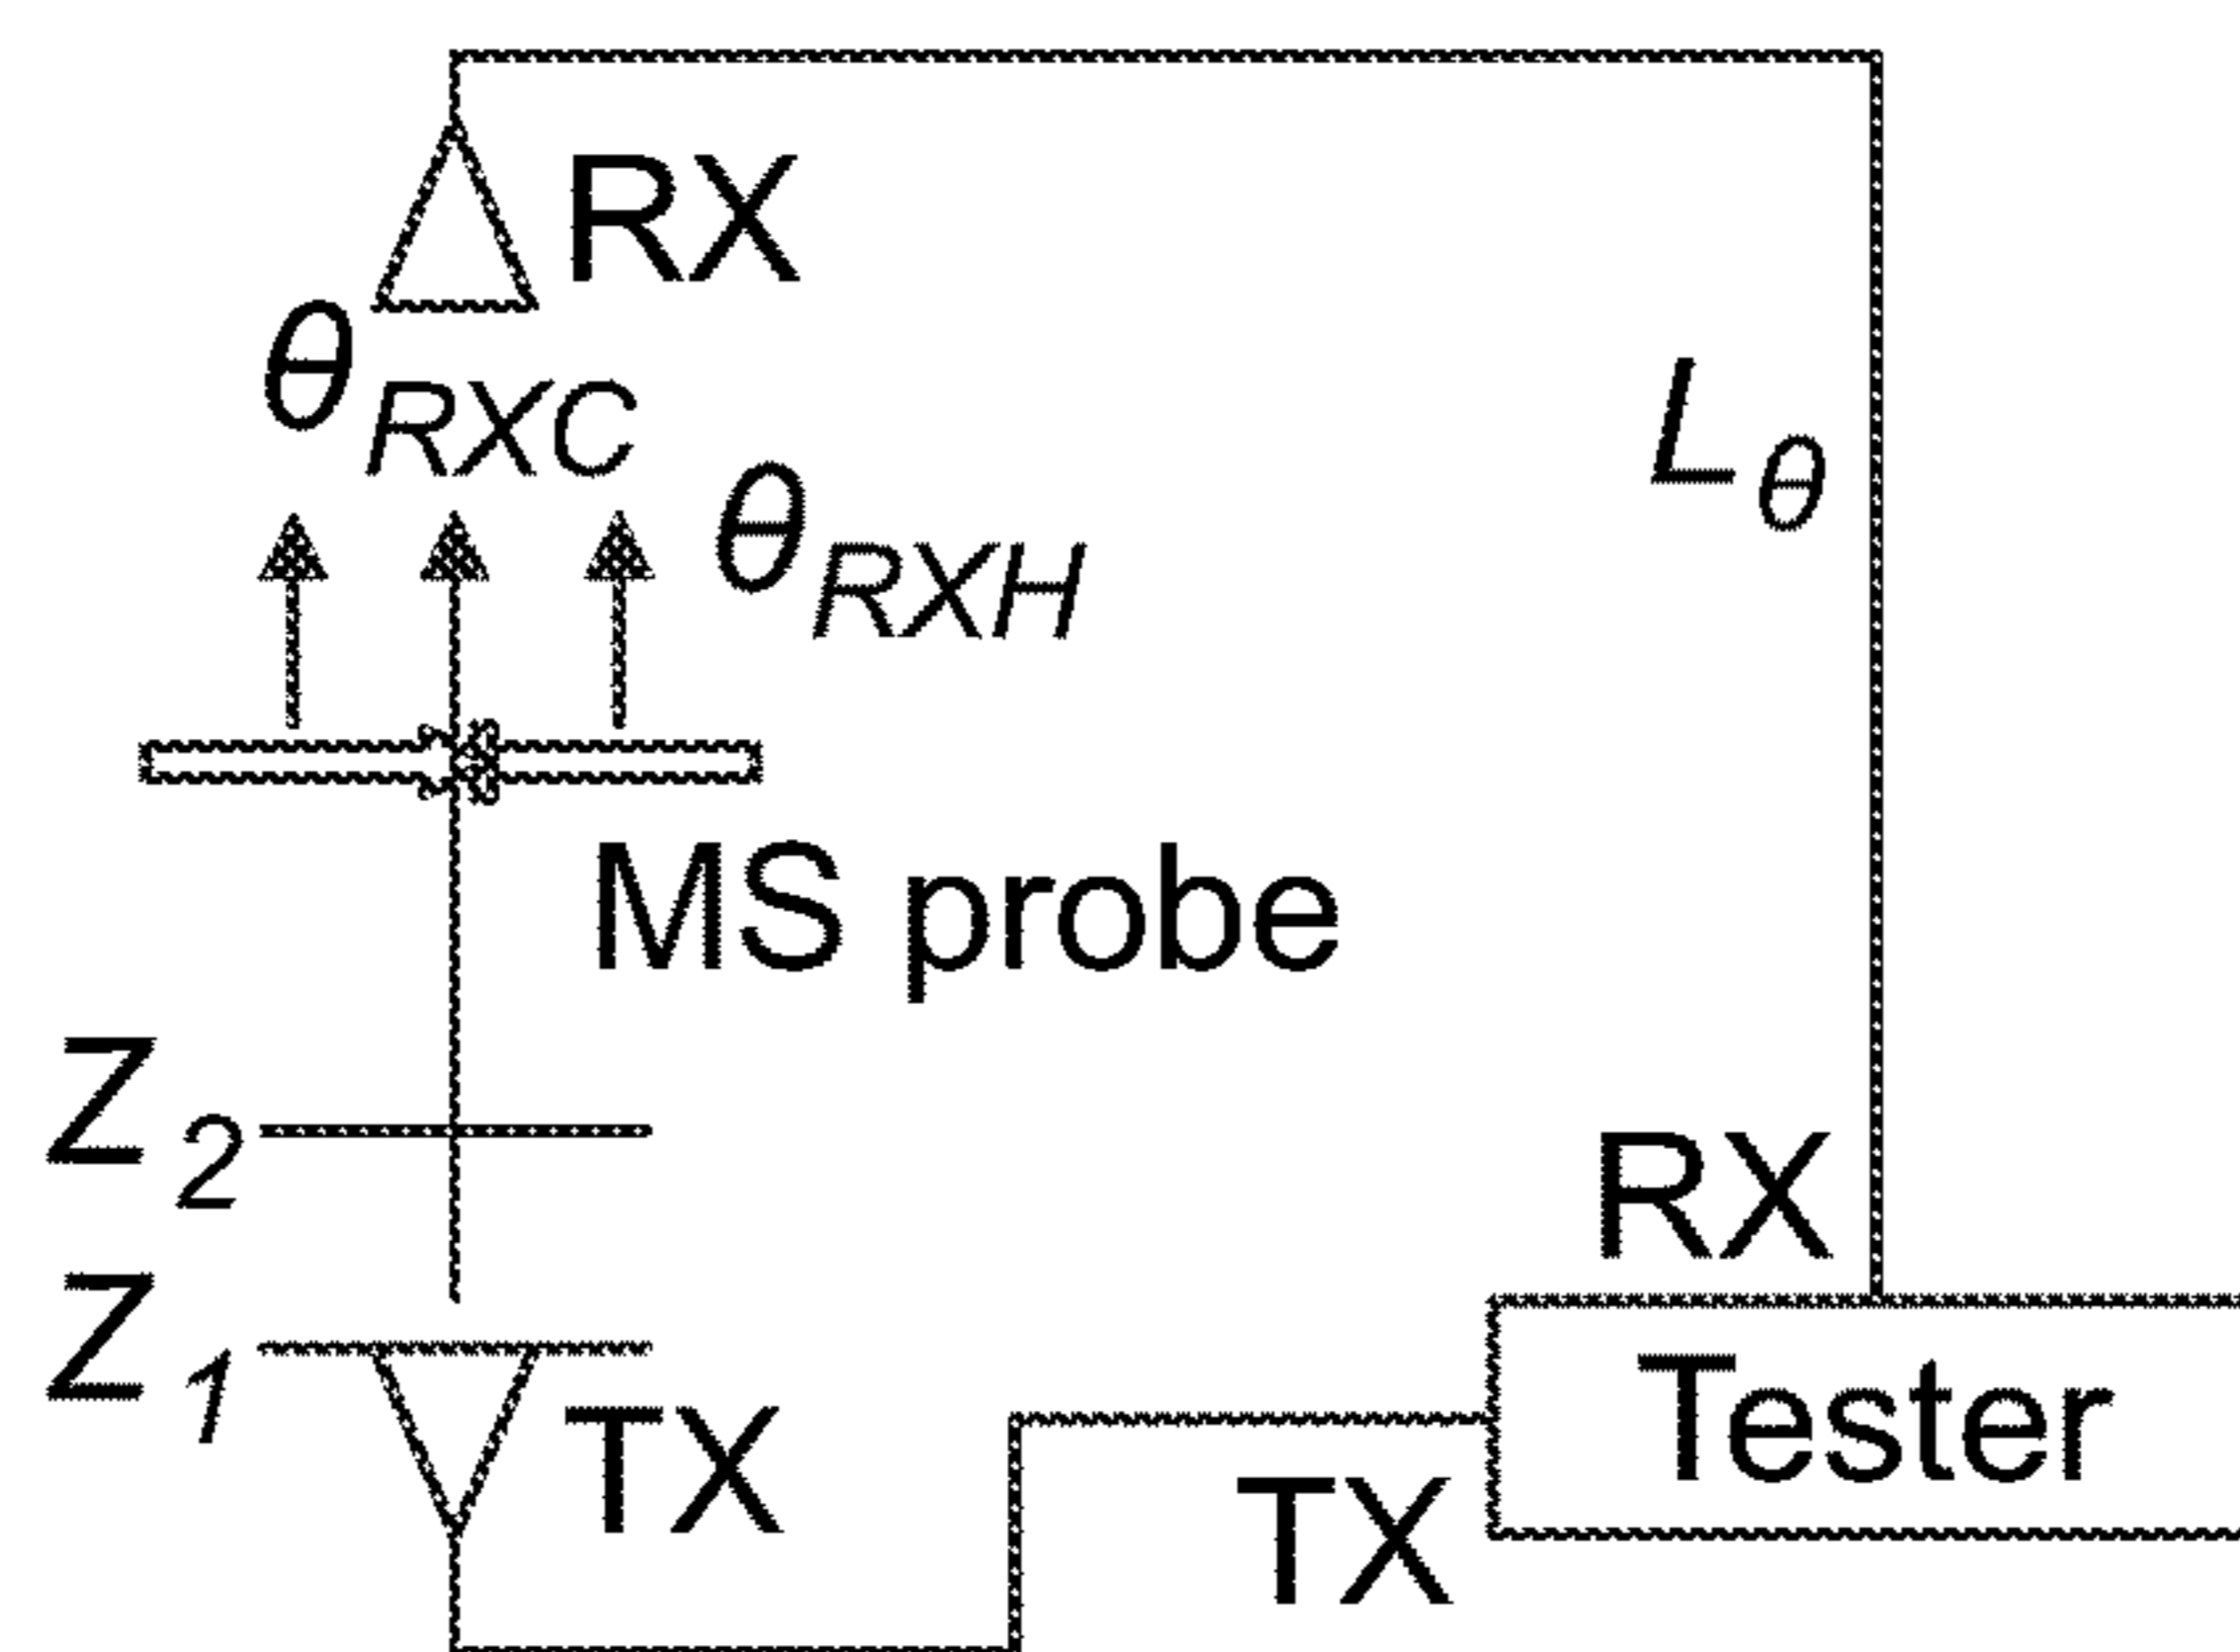 RX
θRXC
Lθ
θRXH
MS probe
Z2
RX
Z1
Tester
TX
TX